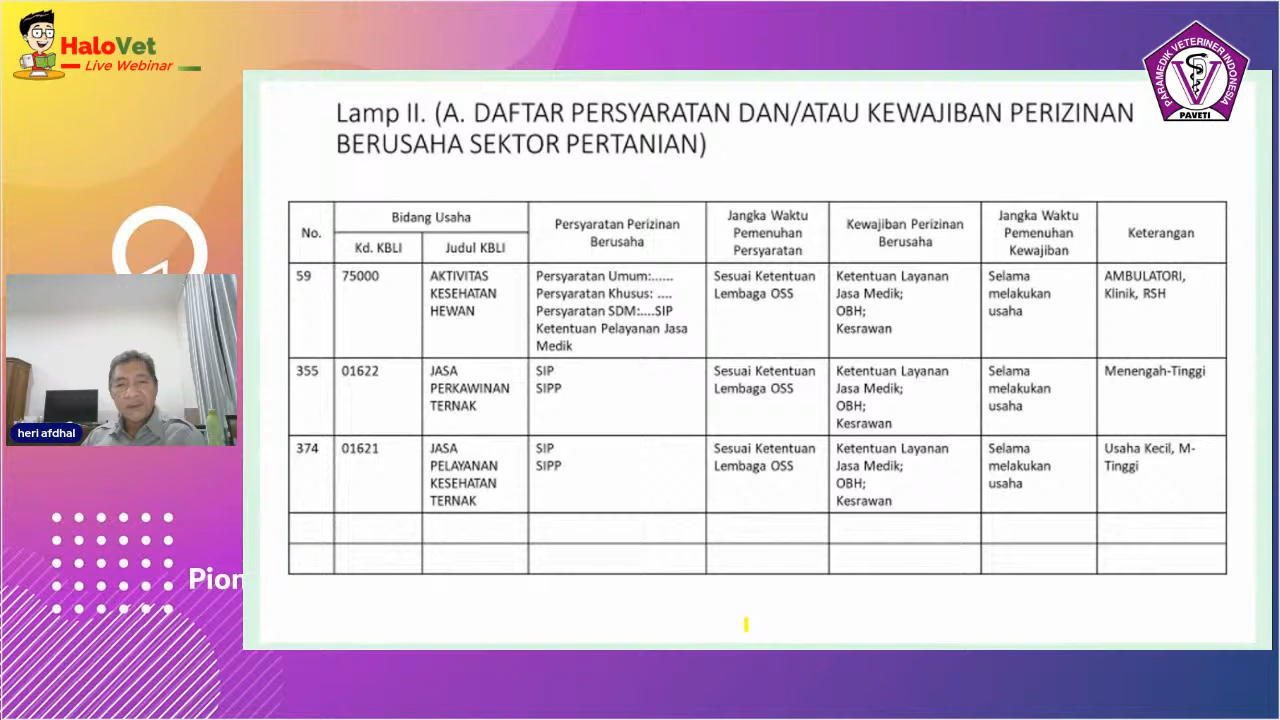 HaloVet
Live Webinar
PARAMEDIK VETERINER INDONESIA
PAVETI
Lamp II. (A. DAFTAR PERSYARATAN DAN/ATAU KEWAJIBAN PERIZINAN
BERUSAHA SEKTOR PERTANIAN)
No.
Bidang Usaha
Kd. KBLI
Judul KBLI
Persyaratan Perizinan
Berusaha
Jangka Waktu
Pemenuhan
Persyaratan
Kewajiban Perizinan
Berusaha
Jangka Waktu
Pemenuhan
Kewajiban
Keterangan
59
75000
AKTIVITAS
KESEHATAN
HEWAN
Persyaratan Umum:......
Persyaratan Khusus: ....
Persyaratan SDM:....SIP
Ketentuan Pelayanan Jasa
Medik
Sesuai Ketentuan
Lembaga OSS
Ketentuan Layanan
Jasa Medik;
OBH;
Kesrawan
Selama
melakukan
usaha
AMBULATORI,
Klinik, RSH
355
01622
JASA
PERKAWINAN
TERNAK
SIP
SIPP
Sesuai Ketentuan
Lembaga OSS
Ketentuan Layanan
Jasa Medik;
OBH;
Kesrawan
Selama
melakukan
usaha
Menengah-Tinggi
374
01621
JASA
PELAYANAN
KESEHATAN
TERNAK
SIP
SIPP
Sesuai Ketentuan
Lembaga OSS
Ketentuan Layanan
Jasa Medik;
OBH;
Kesrawan
Selama
melakukan
usaha
Usaha Kecil, M-
Tinggi
heri afdhal
Pion